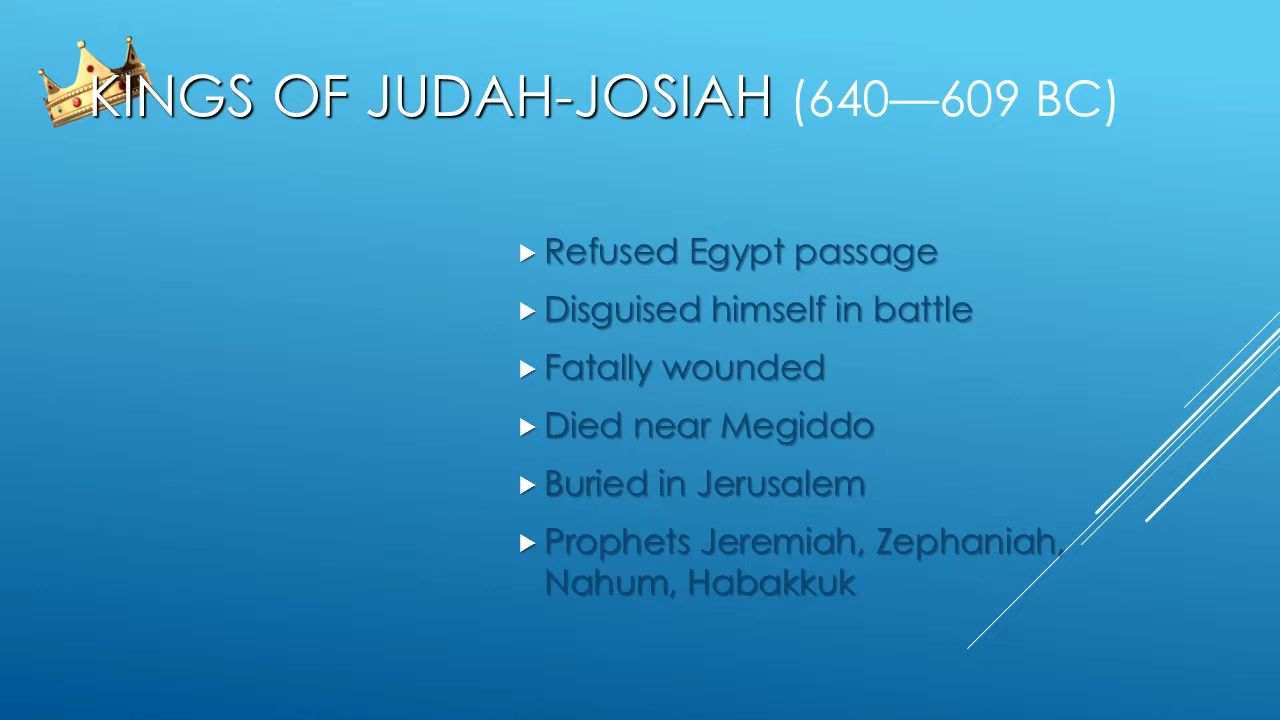 KINGS OF JUDAH-JOSIAH (640—609 BC)
Refused Egypt passage
Disguised himself in battle
Fatally wounded
Died near Megiddo
Buried in Jerusalem
Prophets Jeremiah, Zephaniah,
Nahum, Habakkuk